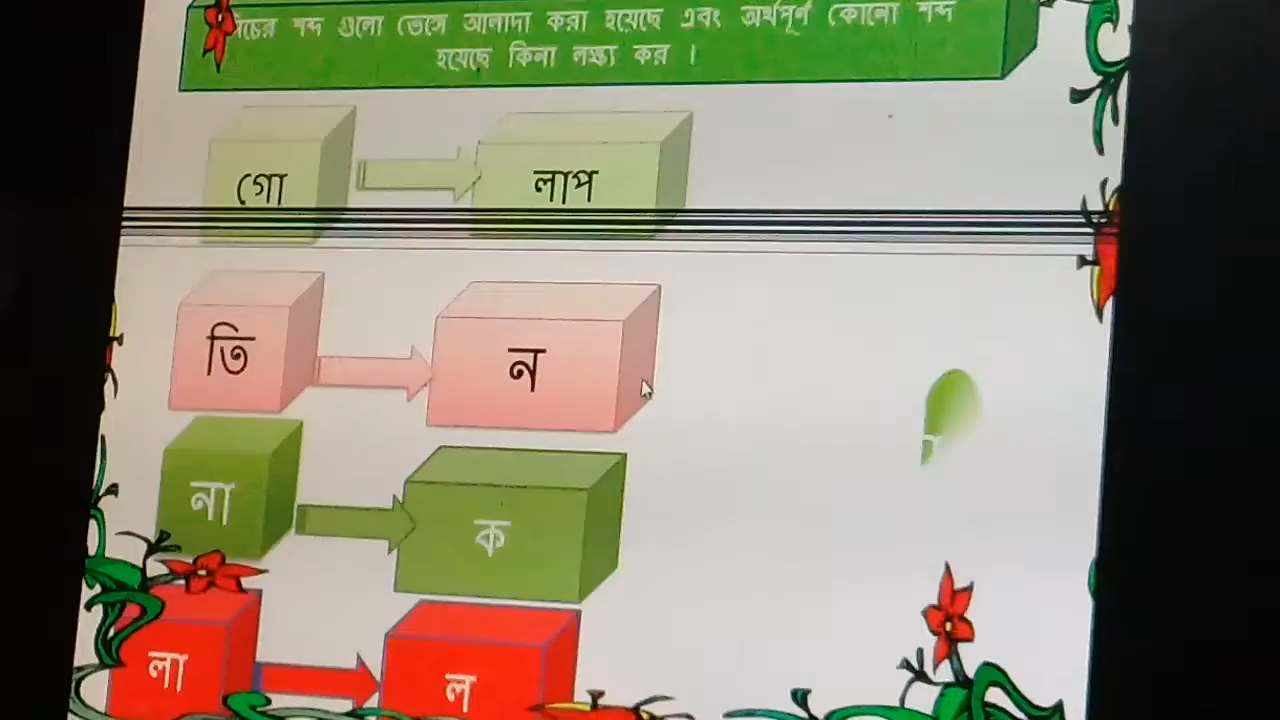 শব্দ গুলো ভেঙ্গে আলাদা করা হয়েছে এবং অর্থপূর্ণ কোনো শব্দ
হয়েছে কিনা লক্ষ্য কর ।
গো লাপ
তি ন
না ক
লা ল